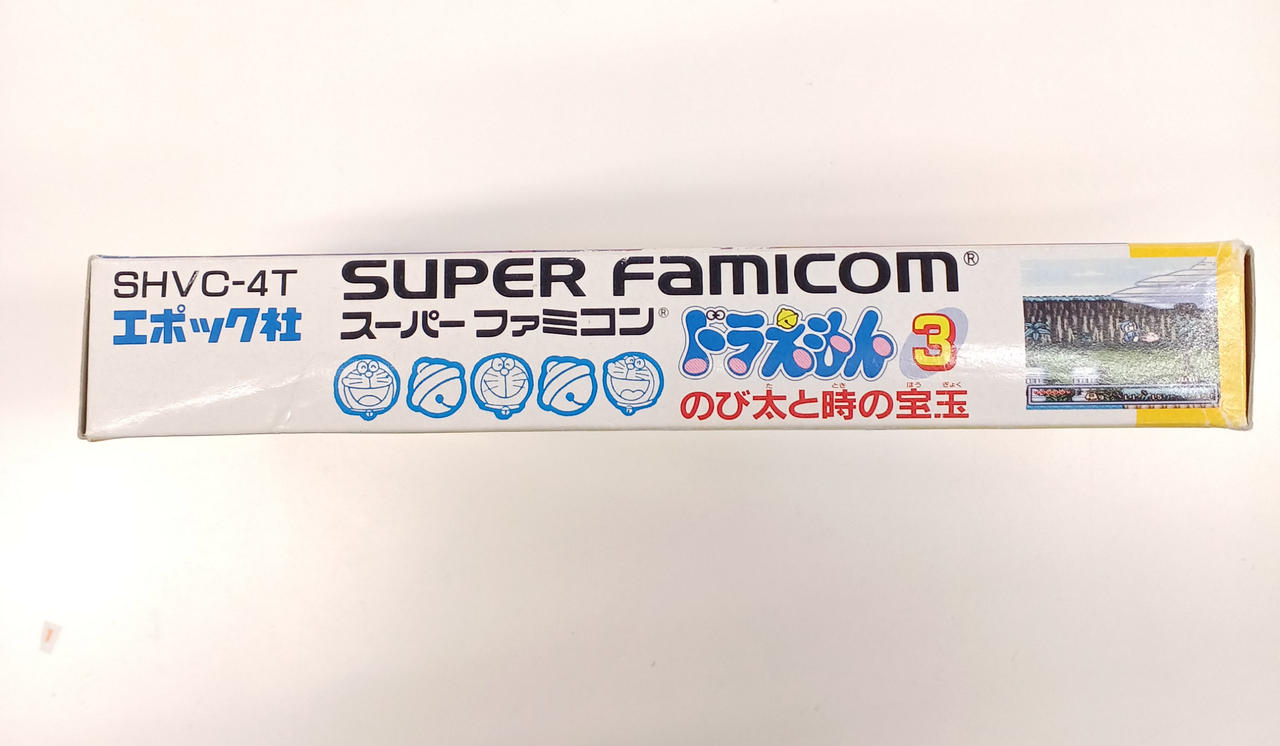 SHVC-4T
エポック社
SUPER FAMICOM®
スーパーファミコン®
ドラえもん3
のび太と時の宝玉